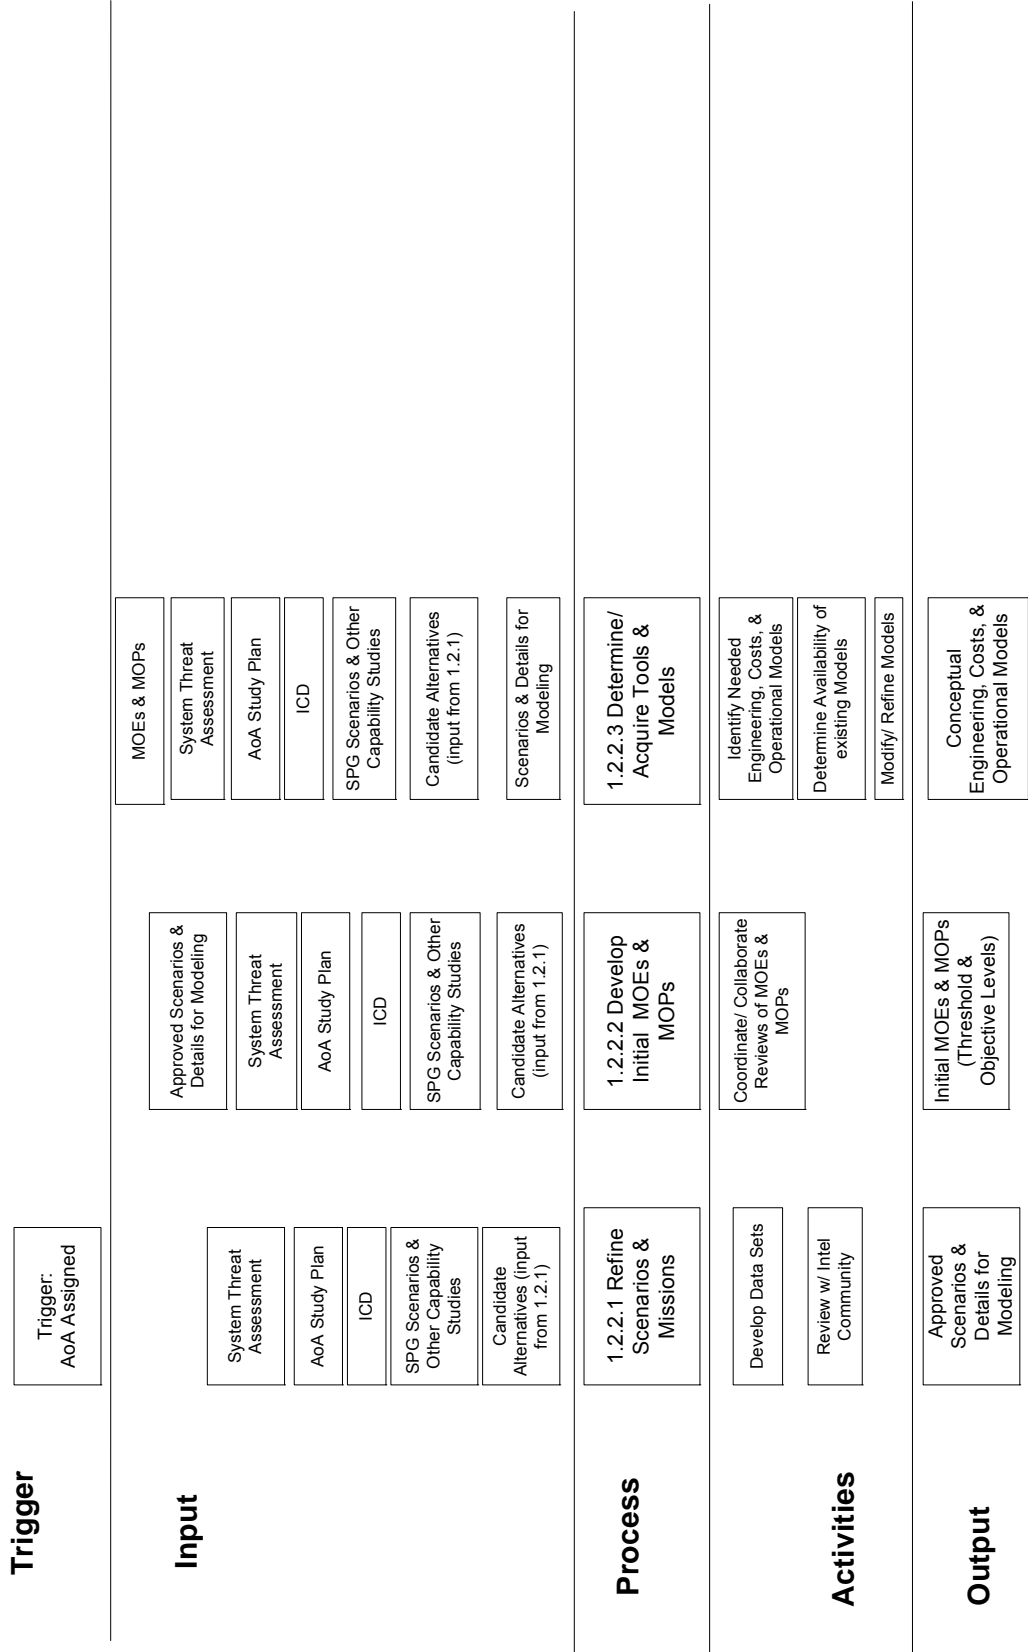 Trigger
Trigger:
AoA Assigned
Input
System Threat
Assessment
AoA Study Plan
ICD
SPG Scenarios &
Other Capability
Studies
Candidate
Alternatives (input
from 1.2.1)
Approved Scenarios &
Details for Modeling
System Threat
Assessment
AoA Study Plan
ICD
SPG Scenarios & Other
Capability Studies
Candidate Alternatives
(input from 1.2.1)
MOEs & MOPs
System Threat
Assessment
AoA Study Plan
ICD
SPG Scenarios & Other
Capability Studies
Candidate Alternatives
(input from 1.2.1)
Scenarios & Details for
Modeling
Process
1.2.2.1 Refine
Scenarios &
Missions
1.2.2.2 Develop
Initial MOEs &
MOPs
1.2.2.3 Determine/
Acquire Tools &
Models
Activities
Develop Data Sets
Review w/ Intel
Community
Coordinate/ Collaborate
Reviews of MOEs &
MOPs
Identify Needed
Engineering, Costs, &
Operational Models
Determine Availability of
existing Models
Modify/ Refine Models
Output
Approved
Scenarios &
Details for
Modeling
Initial MOEs & MOPs
(Threshold &
Objective Levels)
Conceptual
Engineering, Costs, &
Operational Models